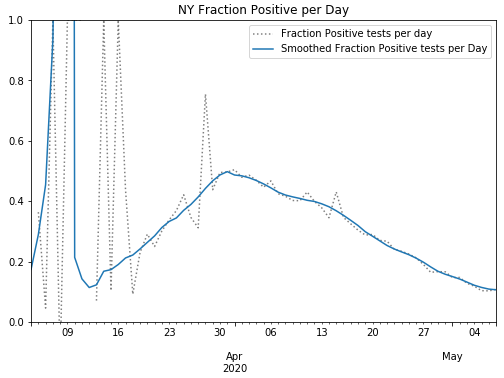 NY Fraction Positive per Day
Fraction Positive tests per day
Smoothed Fraction Positive tests per Day
1.0
0.8
0.6
0.4
0.2
0.0
09 16 23 30 06 13 20 27 04
Apr May
2020